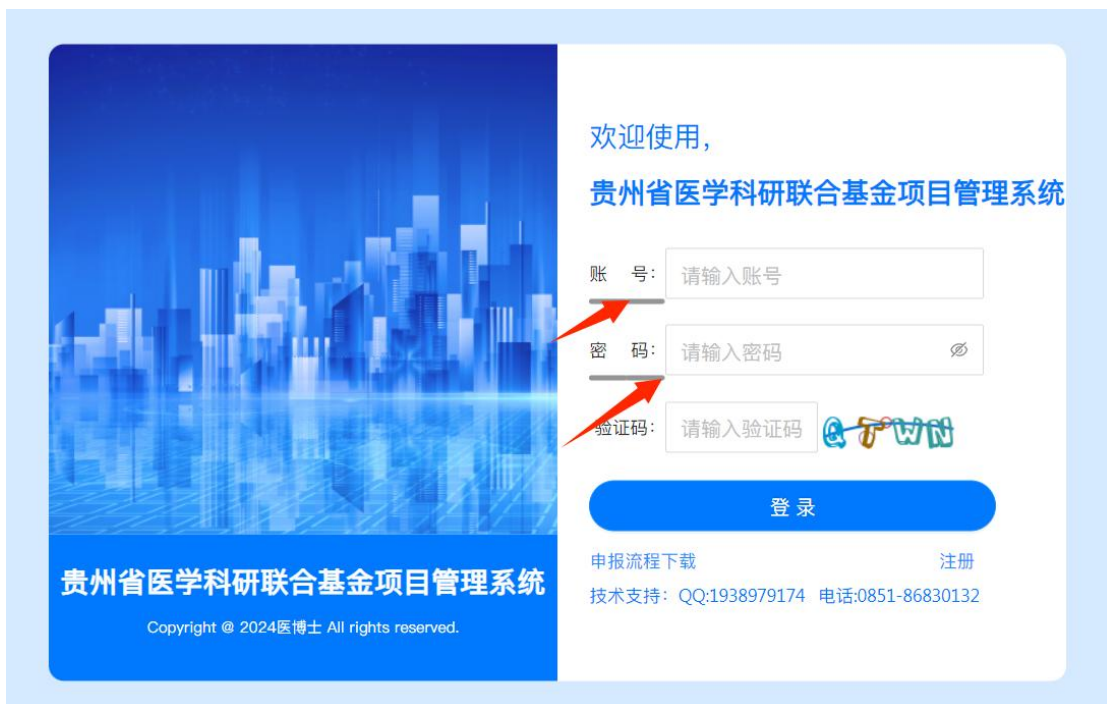 欢迎使用，
贵州省医学科研联合基金项目管理系统
账 号： 请输入账号
密 码： 请输入密码
验证码： 请输入验证码 QTWN
登 录
申报流程下载 注册
技术支持： QQ:1938979174 电话:0851-86830132
贵州省医学科研联合基金项目管理系统
Copyright @ 2024医博士 All rights reserved.